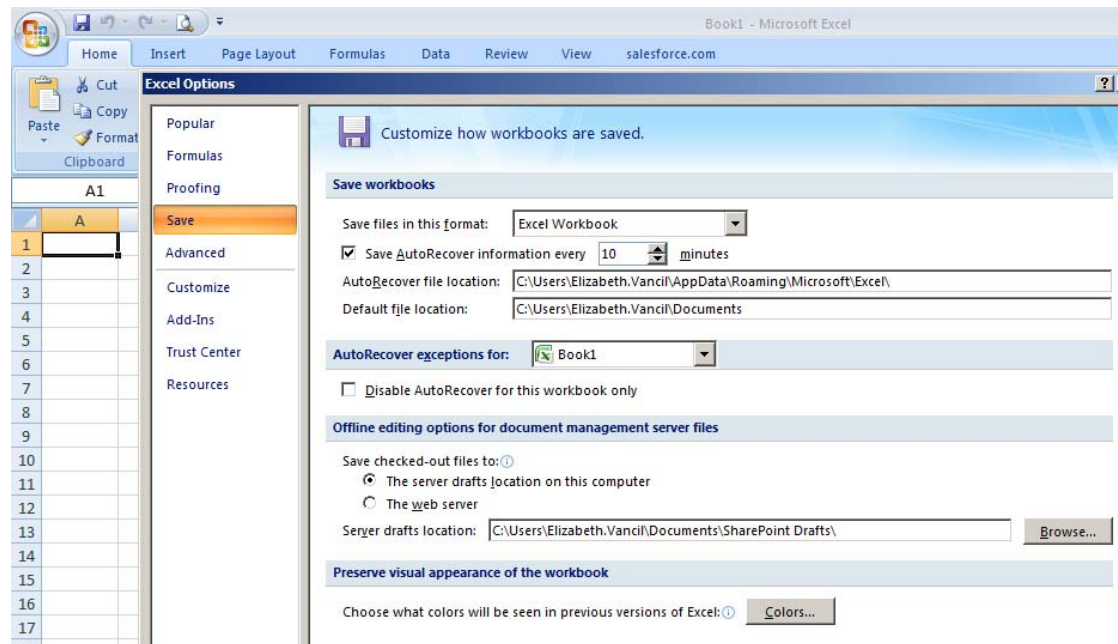 Book1 - Microsoft Excel
Home Insert Page Layout Formulas Data Review View salesforce.com
Cut
Copy
Paste
Format
Clipboard
A1
A
1
2
3
4
5
6
7
8
9
10
11
12
13
14
15
16
17
Excel Options ?
Popular
Formulas
Proofing
Save
Advanced
Customize
Add-Ins
Trust Center
Resources
Customize how workbooks are saved.
Save workbooks
Save files in this format: Excel Workbook
Save AutoRecover information every 10 minutes
AutoRecover file location: C:\Users\Elizabeth.Vancil\AppData\Roaming\Microsoft\Excel\
Default file location: C:\Users\Elizabeth.Vancil\Documents
AutoRecover exceptions for: Book1
Disable AutoRecover for this workbook only
Offline editing options for document management server files
Save checked-out files to:
The server drafts location on this computer
The web server
Server drafts location: C:\Users\Elizabeth.Vancil\Documents\SharePoint Drafts\ Browse...
Preserve visual appearance of the workbook
Choose what colors will be seen in previous versions of Excel: Colors...